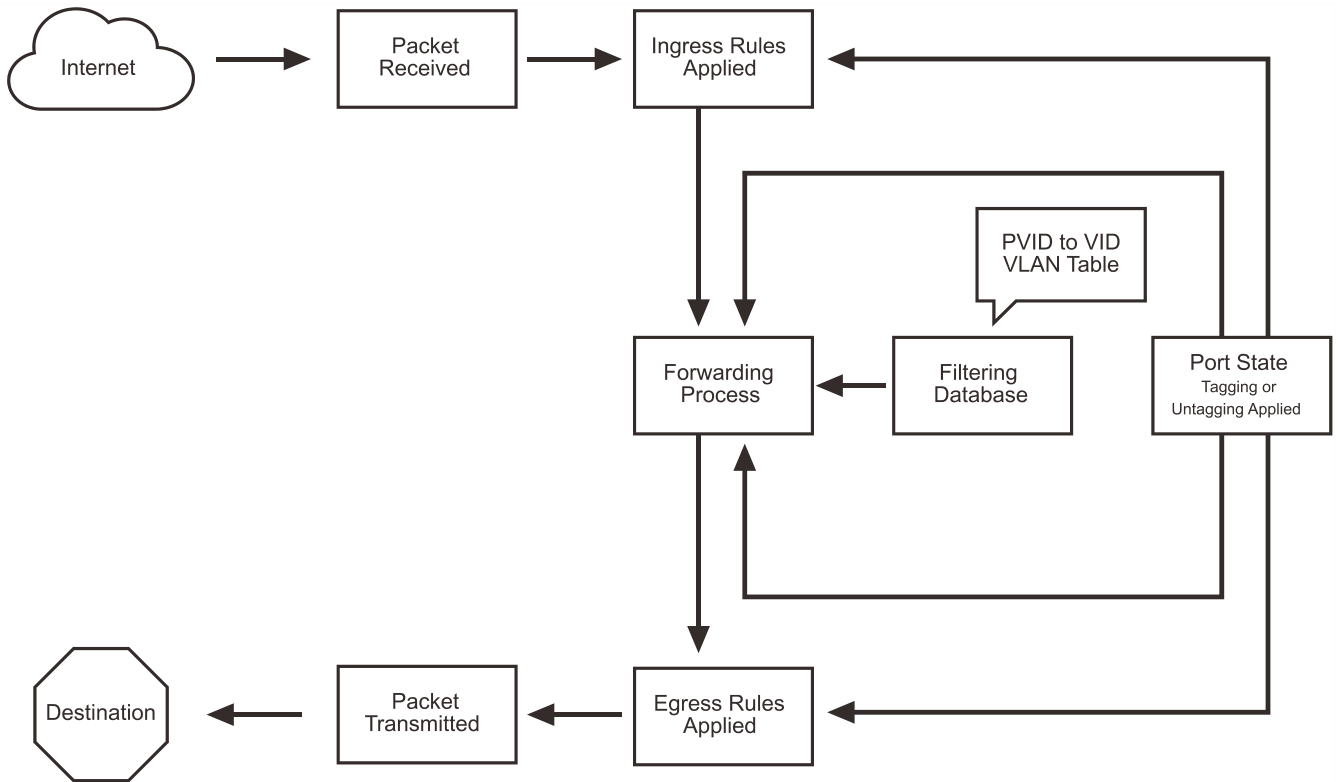 Internet
Packet
Received
Ingress Rules
Applied
PVID to VID
VLAN Table
Forwarding
Process
Filtering
Database
Port State
Tagging or
Untagging Applied
Destination
Packet
Transmitted
Egress Rules
Applied